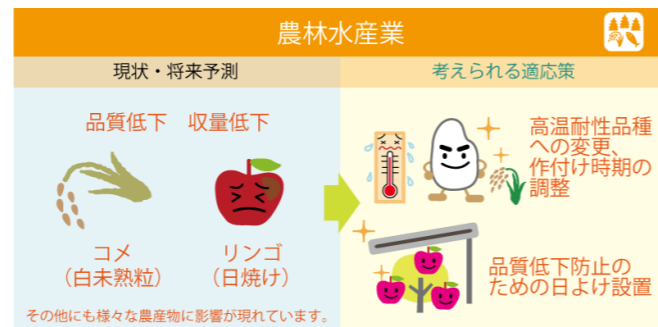 農林水産業
現状・将来予測
考えられる適応策
品質低下 収量低下
コメ
（白未熟粒）
リンゴ
（日焼け）
その他にも様々な農産物に影響が現れています。
高温耐性品種
への変更、
作付け時期の
調整
品質低下防止の
ための日よけ設置